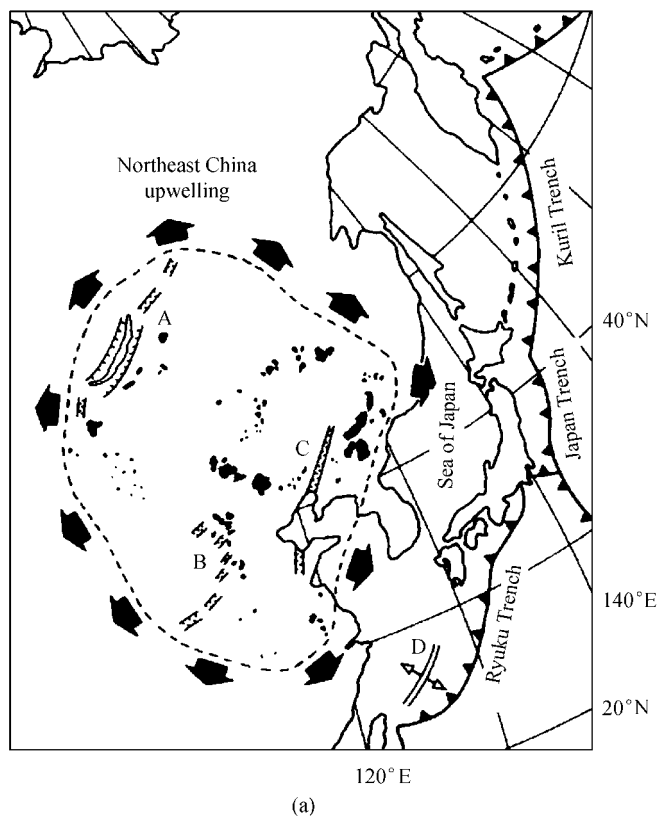 Northeast China
upwelling
Kuril Trench
A
40°N
Japan Trench
Sea of Japan
C
B
140°E
Ryuku Trench
D
20°N
120°E
(a)